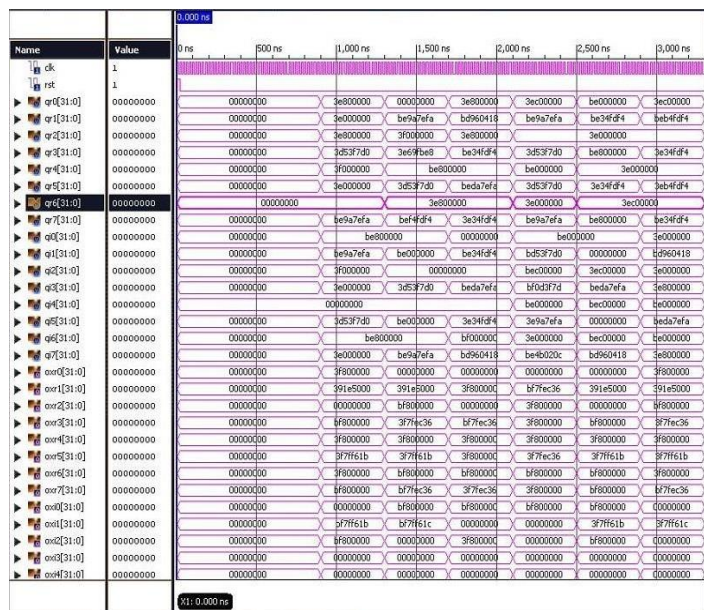 0.000 ns
Name Value 0 ns 500 ns 1,000 ns 1,500 ns 2,000 ns 2,500 ns 3,000 ns
clk 1
rst 1
qr0[31:0] 00000000 00000000 3e800000 00000000 3e800000 3ec00000 be000000 3ec00000
qr1[31:0] 00000000 00000000 3e000000 be9a7efa bd960418 be9a7efa be34fdf4 beb4fdf4
qr2[31:0] 00000000 00000000 3e800000 3f000000 3e800000 3e000000
qr3[31:0] 00000000 00000000 3d53f7d0 3e69fbe8 be34fdf4 3d53f7d0 be800000 3e34fdf4
qr4[31:0] 00000000 00000000 3f000000 be800000 be000000 3e000000
qr5[31:0] 00000000 00000000 3e000000 3d53f7d0 beda7efa 3d53f7d0 3e34fdf4 3eb4fdf4
qr6[31:0] 00000000 00000000 3e800000 3e000000 3ec00000
qr7[31:0] 00000000 00000000 be9a7efa bef4fdf4 3e34fdf4 be9a7efa be800000 be34fdf4
qi0[31:0] 00000000 00000000 be800000 00000000 be000000 3e000000
qi1[31:0] 00000000 00000000 be9a7efa be000000 be34fdf4 bd53f7d0 00000000 bd960418
qi2[31:0] 00000000 00000000 3f000000 00000000 bec00000 3ec00000 3e000000
qi3[31:0] 00000000 00000000 3e000000 3d53f7d0 beda7efa bf0d3f7d beda7efa 3e800000
qi4[31:0] 00000000 00000000 be000000 bec00000 be000000
qi5[31:0] 00000000 00000000 3d53f7d0 be000000 3e34fdf4 3e9a7efa 00000000 beda7efa
qi6[31:0] 00000000 00000000 be800000 bf000000 3e000000 bec00000 be000000
qi7[31:0] 00000000 00000000 3e000000 be9a7efa bd960418 be4b020c bd960418 3e800000
oxr0[31:0] 00000000 00000000 3f800000 00000000 00000000 00000000 00000000 3f800000
oxr1[31:0] 00000000 00000000 391e5000 391e5000 3f800000 bf7fec36 391e5000 391e5000
oxr2[31:0] 00000000 00000000 00000000 bf800000 00000000 3f800000 00000000 bf800000
oxr3[31:0] 00000000 00000000 bf800000 3f7fec36 bf7fec36 3f800000 bf800000 3f7fec36
oxr4[31:0] 00000000 00000000 3f800000 3f800000 3f800000 3f800000 3f800000 3f800000
oxr5[31:0] 00000000 00000000 3f7ff61b 3f7ff61b 3f800000 3f7fec36 3f7ff61b 3f7ff61b
oxr6[31:0] 00000000 00000000 3f800000 bf800000 bf800000 bf800000 bf800000 3f800000
oxr7[31:0] 00000000 00000000 bf800000 bf7fec36 3f7fec36 3f800000 bf800000 bf7fec36
oxi0[31:0] 00000000 00000000 00000000 bf800000 bf800000 bf800000 bf800000 00000000
oxi1[31:0] 00000000 00000000 bf7ff61b bf7ff61c 00000000 00000000 3f7ff61b 3f7ff61c
oxi2[31:0] 00000000 00000000 bf800000 00000000 3f800000 00000000 bf800000 00000000
oxi3[31:0] 00000000 00000000 00000000 00000000 00000000 00000000 00000000 00000000
oxi4[31:0] 00000000 00000000 00000000 00000000 00000000 00000000 00000000 00000000
X1: 0.000 ns